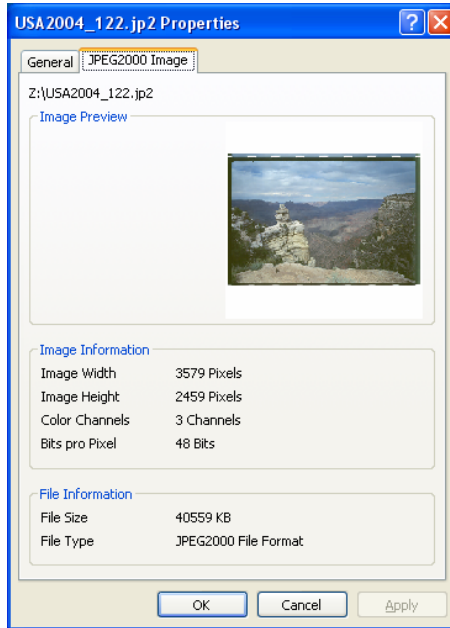 USA2004_122.jp2 Properties
General JPEG2000 Image
Z:\USA2004_122.jp2
Image Preview
Image Information
Image Width 3579 Pixels
Image Height 2459 Pixels
Color Channels 3 Channels
Bits pro Pixel 48 Bits
File Information
File Size 40559 KB
File Type JPEG2000 File Format
OK Cancel Apply